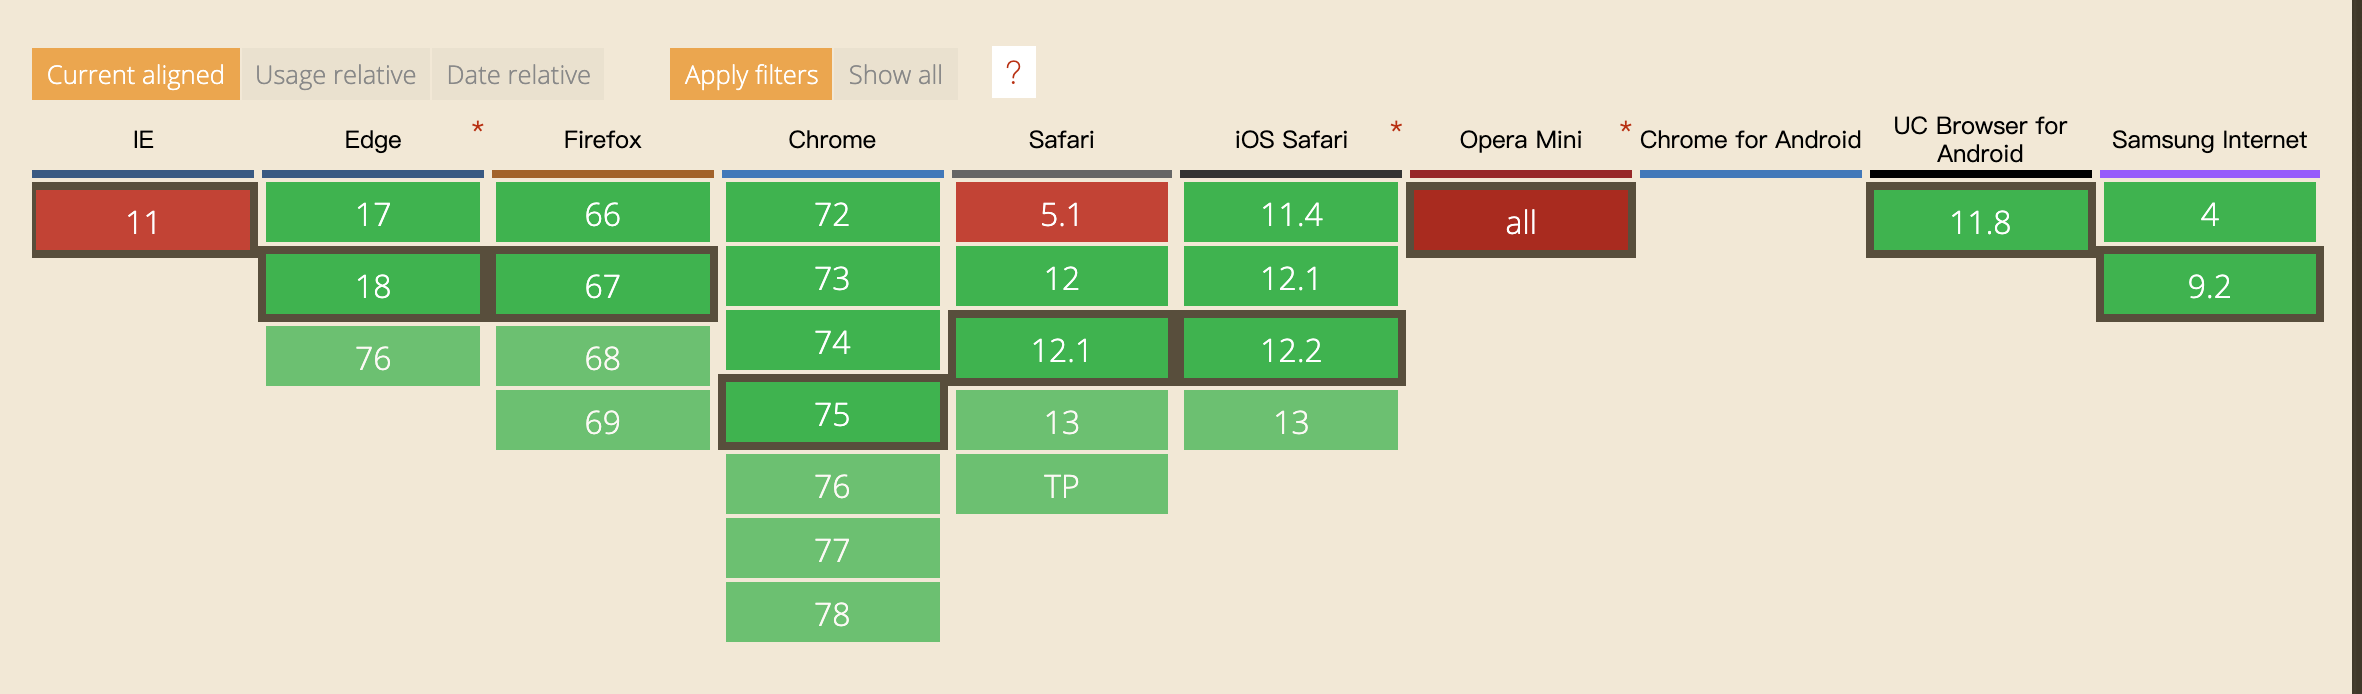 Current aligned Usage relative Date relative Apply filters Show all ?
IE Edge * Firefox Chrome Safari iOS Safari * Opera Mini * Chrome for Android UC Browser for Android Samsung Internet
11 17 66 72 5.1 11.4 all 11.8 4
18 67 73 12 12.1 9.2
76 68 74 12.1 12.2
69 75 13 13
76 TP
77
78